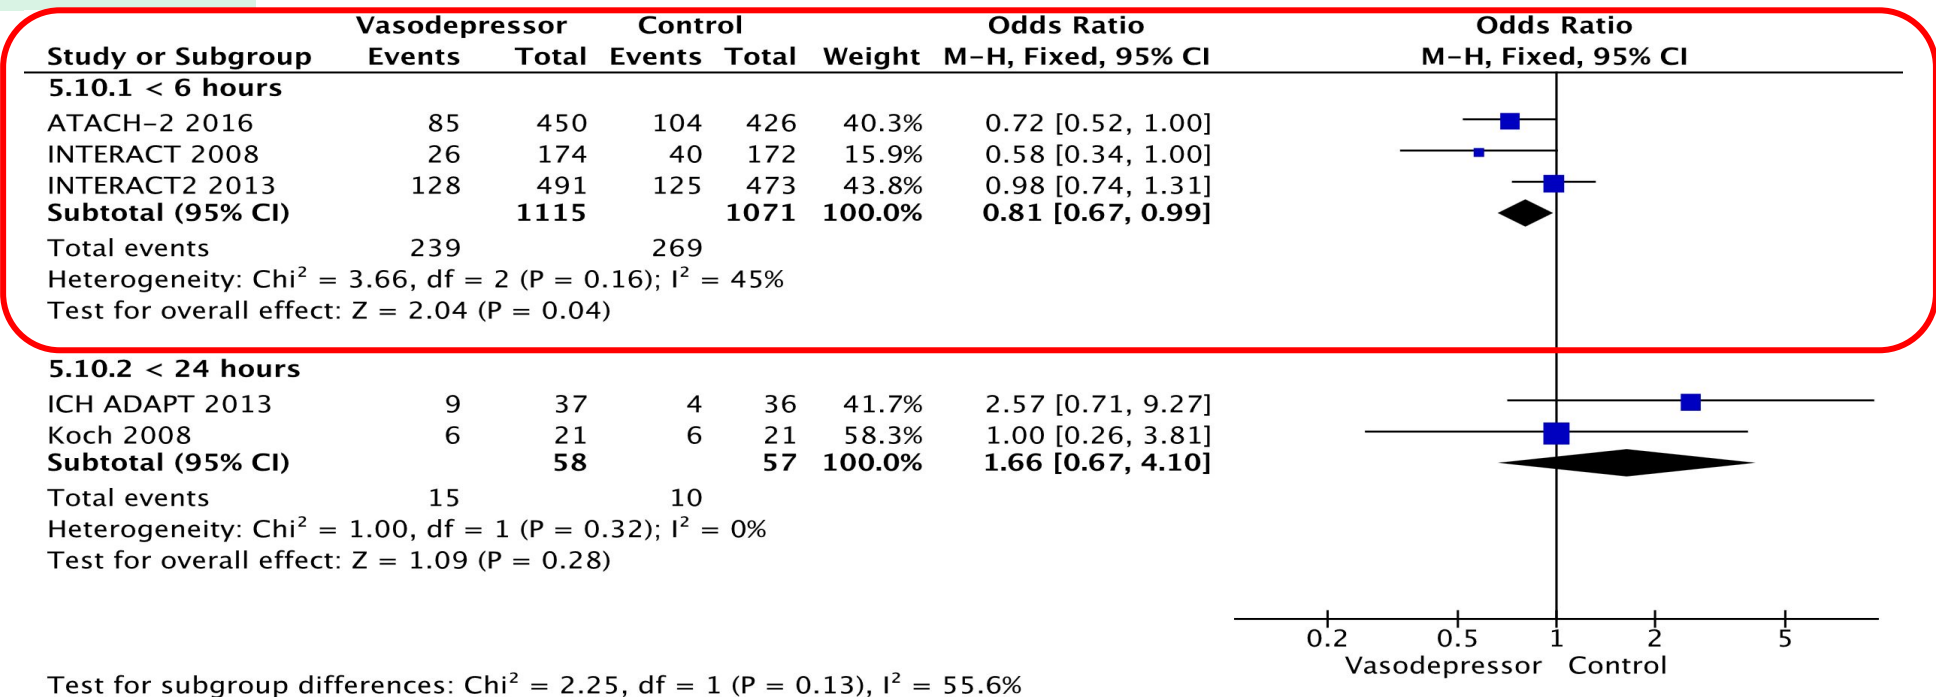 Vasodepressor Control Odds Ratio Odds Ratio
Study or Subgroup Events Total Events Total Weight M-H, Fixed, 95% CI M-H, Fixed, 95% CI
5.10.1 < 6 hours
ATACH-2 2016 85 450 104 426 40.3% 0.72 [0.52, 1.00]
INTERACT 2008 26 174 40 172 15.9% 0.58 [0.34, 1.00]
INTERACT2 2013 128 491 125 473 43.8% 0.98 [0.74, 1.31]
Subtotal (95% CI) 1115 1071 100.0% 0.81 [0.67, 0.99]
Total events 239 269
Heterogeneity: Chi² = 3.66, df = 2 (P = 0.16); I² = 45%
Test for overall effect: Z = 2.04 (P = 0.04)
5.10.2 < 24 hours
ICH ADAPT 2013 9 37 4 36 41.7% 2.57 [0.71, 9.27]
Koch 2008 6 21 6 21 58.3% 1.00 [0.26, 3.81]
Subtotal (95% CI) 58 57 100.0% 1.66 [0.67, 4.10]
Total events 15 10
Heterogeneity: Chi² = 1.00, df = 1 (P = 0.32); I² = 0%
Test for overall effect: Z = 1.09 (P = 0.28)
0.2 0.5 1 2 5
Vasodepressor Control
Test for subgroup differences: Chi² = 2.25, df = 1 (P = 0.13), I² = 55.6%